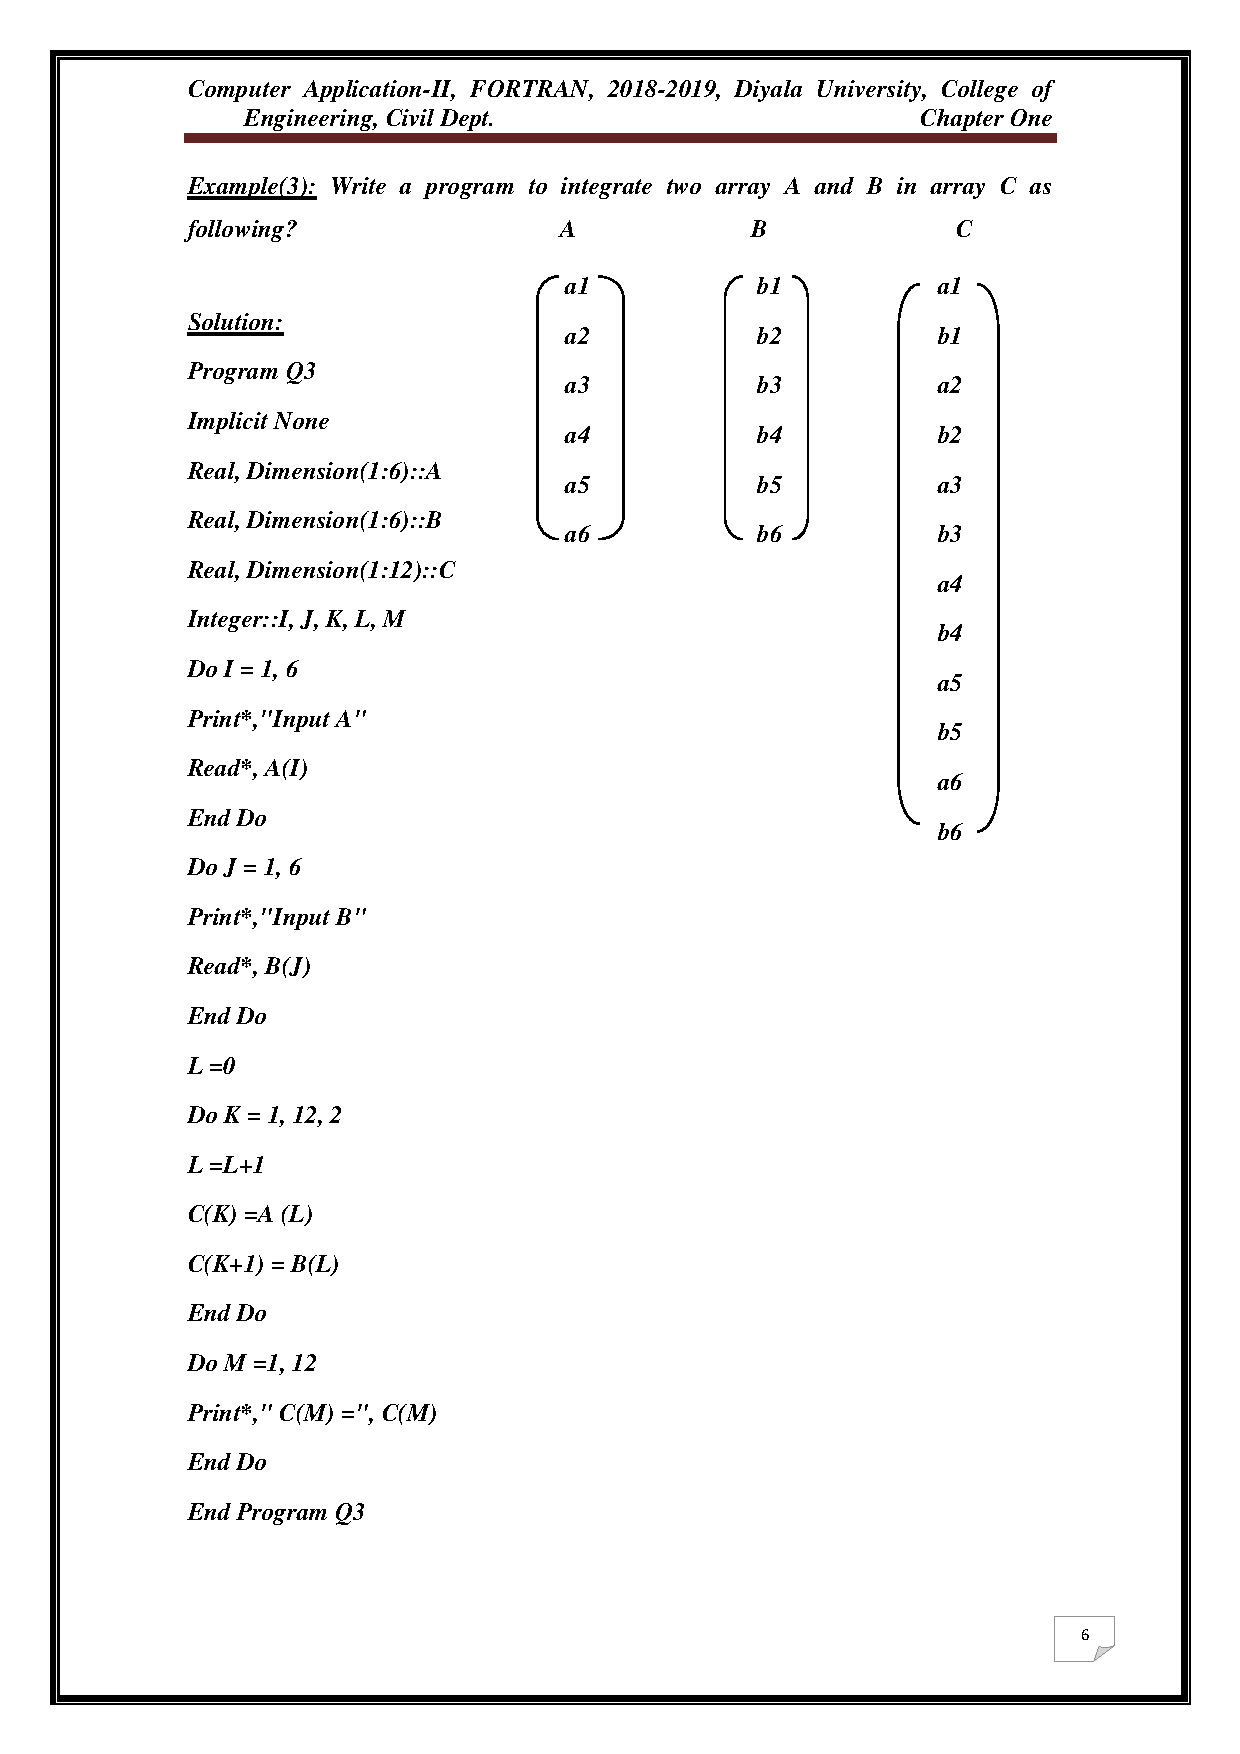 Computer Application-II, FORTRAN, 2018-2019, Diyala University, College of
Engineering, Civil Dept. Chapter One
Example(3): Write a program to integrate two array A and B in array C as
following? A B C
a1 b1 a1
Solution:
a2 b2 b1
Program Q3
a3 b3 a2
Implicit None
a4 b4 b2
Real, Dimension(1:6)::A
a5 b5 a3
Real, Dimension(1:6)::B
a6 b6 b3
Real, Dimension(1:12)::C
a4
Integer::I, J, K, L, M
b4
Do I = 1, 6
a5
Print*,"Input A"
b5
Read*, A(I)
a6
End Do
b6
Do J = 1, 6
Print*,"Input B"
Read*, B(J)
End Do
L =0
Do K = 1, 12, 2
L =L+1
C(K) =A (L)
C(K+1) = B(L)
End Do
Do M =1, 12
Print*," C(M) =", C(M)
End Do
End Program Q3
6